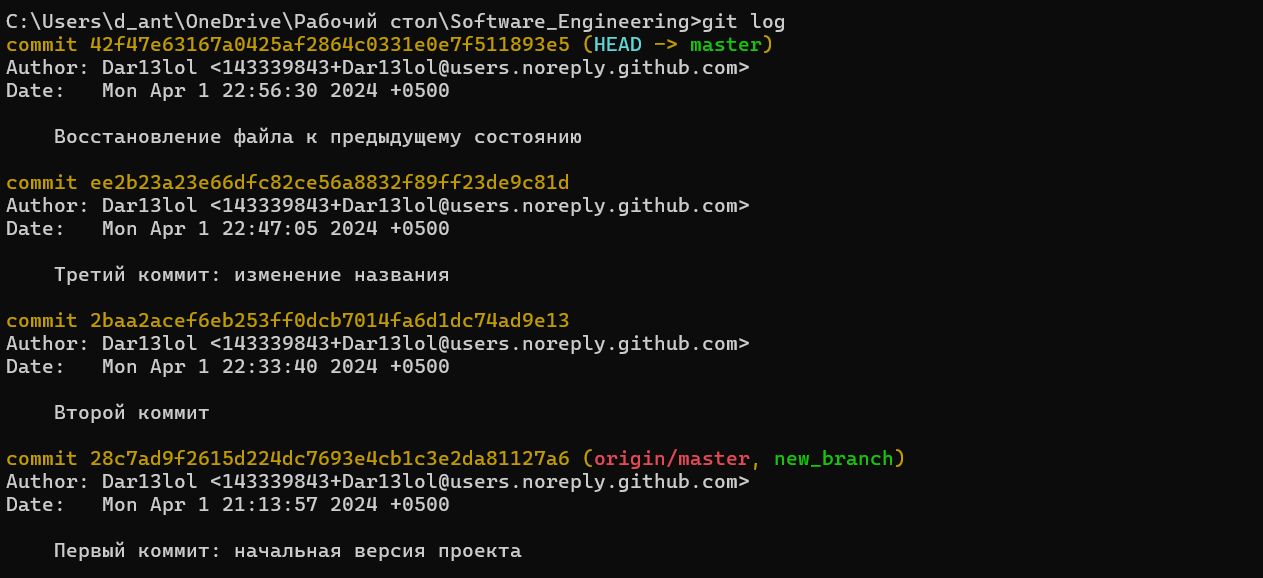 C:\Users\d_ant\OneDrive\Рабочий стол\Software_Engineering>git log
commit 42f47e63167a0425af2864c0331e0e7f511893e5 (HEAD -> master)
Author: Dar13lol <143339843+Dar13lol@users.noreply.github.com>
Date:   Mon Apr 1 22:56:30 2024 +0500
    Восстановление файла к предыдущему состоянию
commit ee2b23a23e66dfc82ce56a8832f89ff23de9c81d
Author: Dar13lol <143339843+Dar13lol@users.noreply.github.com>
Date:   Mon Apr 1 22:47:05 2024 +0500
    Третий коммит: изменение названия
commit 2baa2acef6eb253ff0dcb7014fa6d1dc74ad9e13
Author: Dar13lol <143339843+Dar13lol@users.noreply.github.com>
Date:   Mon Apr 1 22:33:40 2024 +0500
    Второй коммит
commit 28c7ad9f2615d224dc7693e4cb1c3e2da81127a6 (origin/master, new_branch)
Author: Dar13lol <143339843+Dar13lol@users.noreply.github.com>
Date:   Mon Apr 1 21:13:57 2024 +0500
    Первый коммит: начальная версия проекта